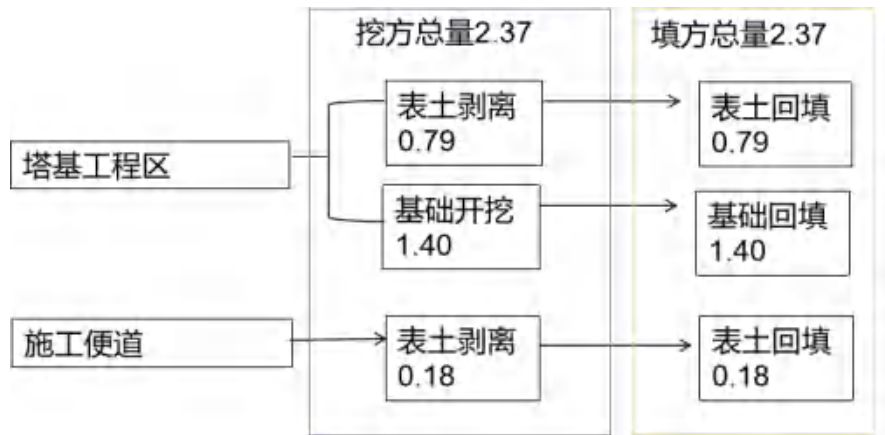 挖方总量2.37
填方总量2.37
塔基工程区
表土剥离
0.79
表土回填
0.79
基础开挖
1.40
基础回填
1.40
施工便道
表土剥离
0.18
表土回填
0.18